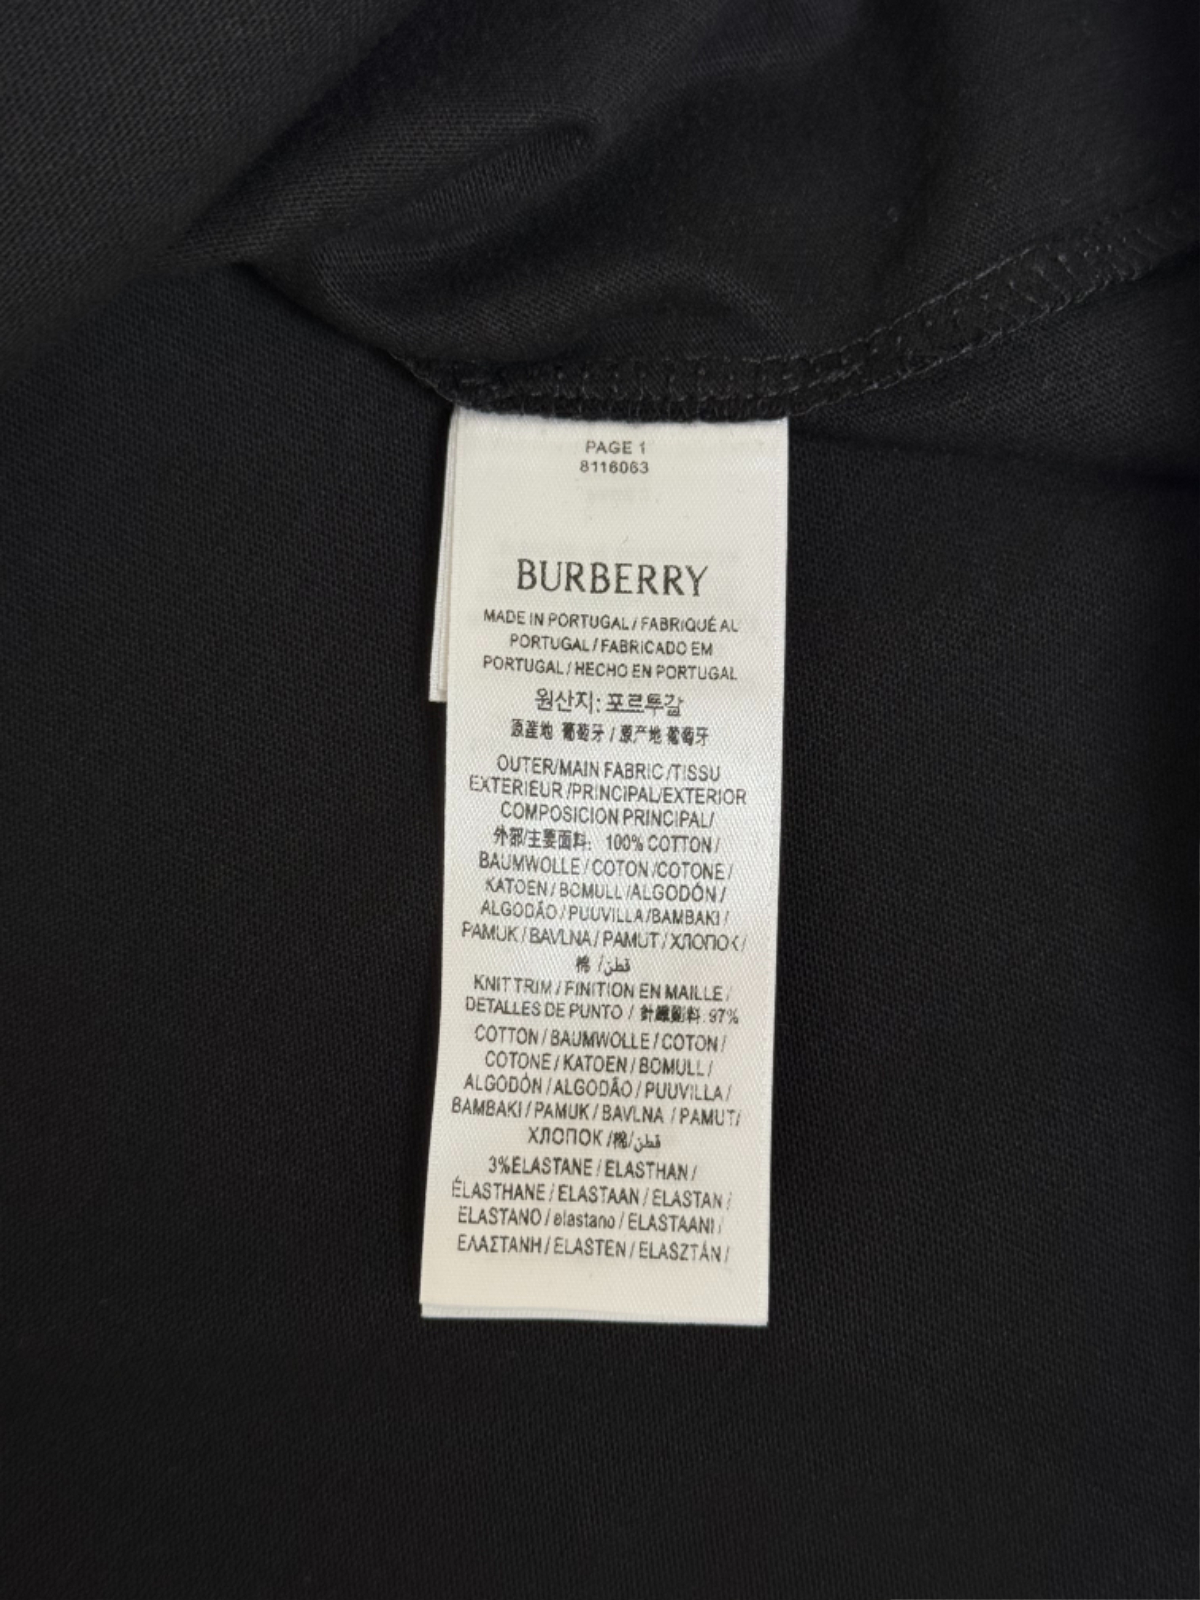 PAGE 1
8116063
BURBERRY
MADE IN PORTUGAL / FABRIQUÉ AU
PORTUGAL / FABRICADO EM
PORTUGAL / HECHO EN PORTUGAL
원산지: 포르투갈
原産地 葡萄牙 / 原产地 葡萄牙
OUTER/MAIN FABRIC /TISSU
EXTERIEUR /PRINCIPAL/EXTERIOR
COMPOSICION PRINCIPAL/
外部/主要面料: 100% COTTON /
BAUMWOLLE / COTON /COTONE /
KATOEN / BOMULL /ALGODÓN /
ALGODÃO / PUUVILLA /BAMBAKI /
PAMUK / BAVLNA / PAMUT / ХЛОПОК /
棉 /قطن
KNIT TRIM / FINITION EN MAILLE /
DETALLES DE PUNTO / 針織面料: 97%
COTTON / BAUMWOLLE / COTON /
COTONE / KATOEN / BOMULL /
ALGODÓN / ALGODÃO / PUUVILLA /
BAMBAKI / PAMUK / BAVLNA / PAMUT/
ХЛОПОК /棉/قطن
3%ELASTANE / ELASTHAN /
ÉLASTHANE / ELASTAAN / ELASTAN /
ELASTANO / elastano / ELASTAANI /
ΕΛΑΣΤΑΝΗ / ELASTEN / ELASZTÁN /